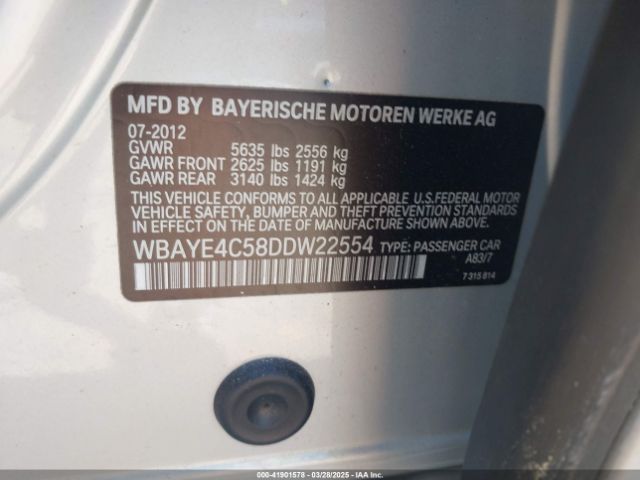 MFD BY BAYERISCHE MOTOREN WERKE AG
07-2012
GVWR 5635 lbs 2556 kg
GAWR FRONT 2625 lbs 1191 kg
GAWR REAR 3140 lbs 1424 kg
THIS VEHICLE CONFORMS TO ALL APPLICABLE U.S.FEDERAL MOTOR
VEHICLE SAFETY, BUMPER AND THEFT PREVENTION STANDARDS
IN EFFECT ON THE DATE OF MANUFACTURE SHOWN ABOVE.
WBAYE4C58DDW22554 TYPE: PASSENGER CAR
A83/7
7 315 814
000-41901578 | 03/28/2025 | IAAI.COM